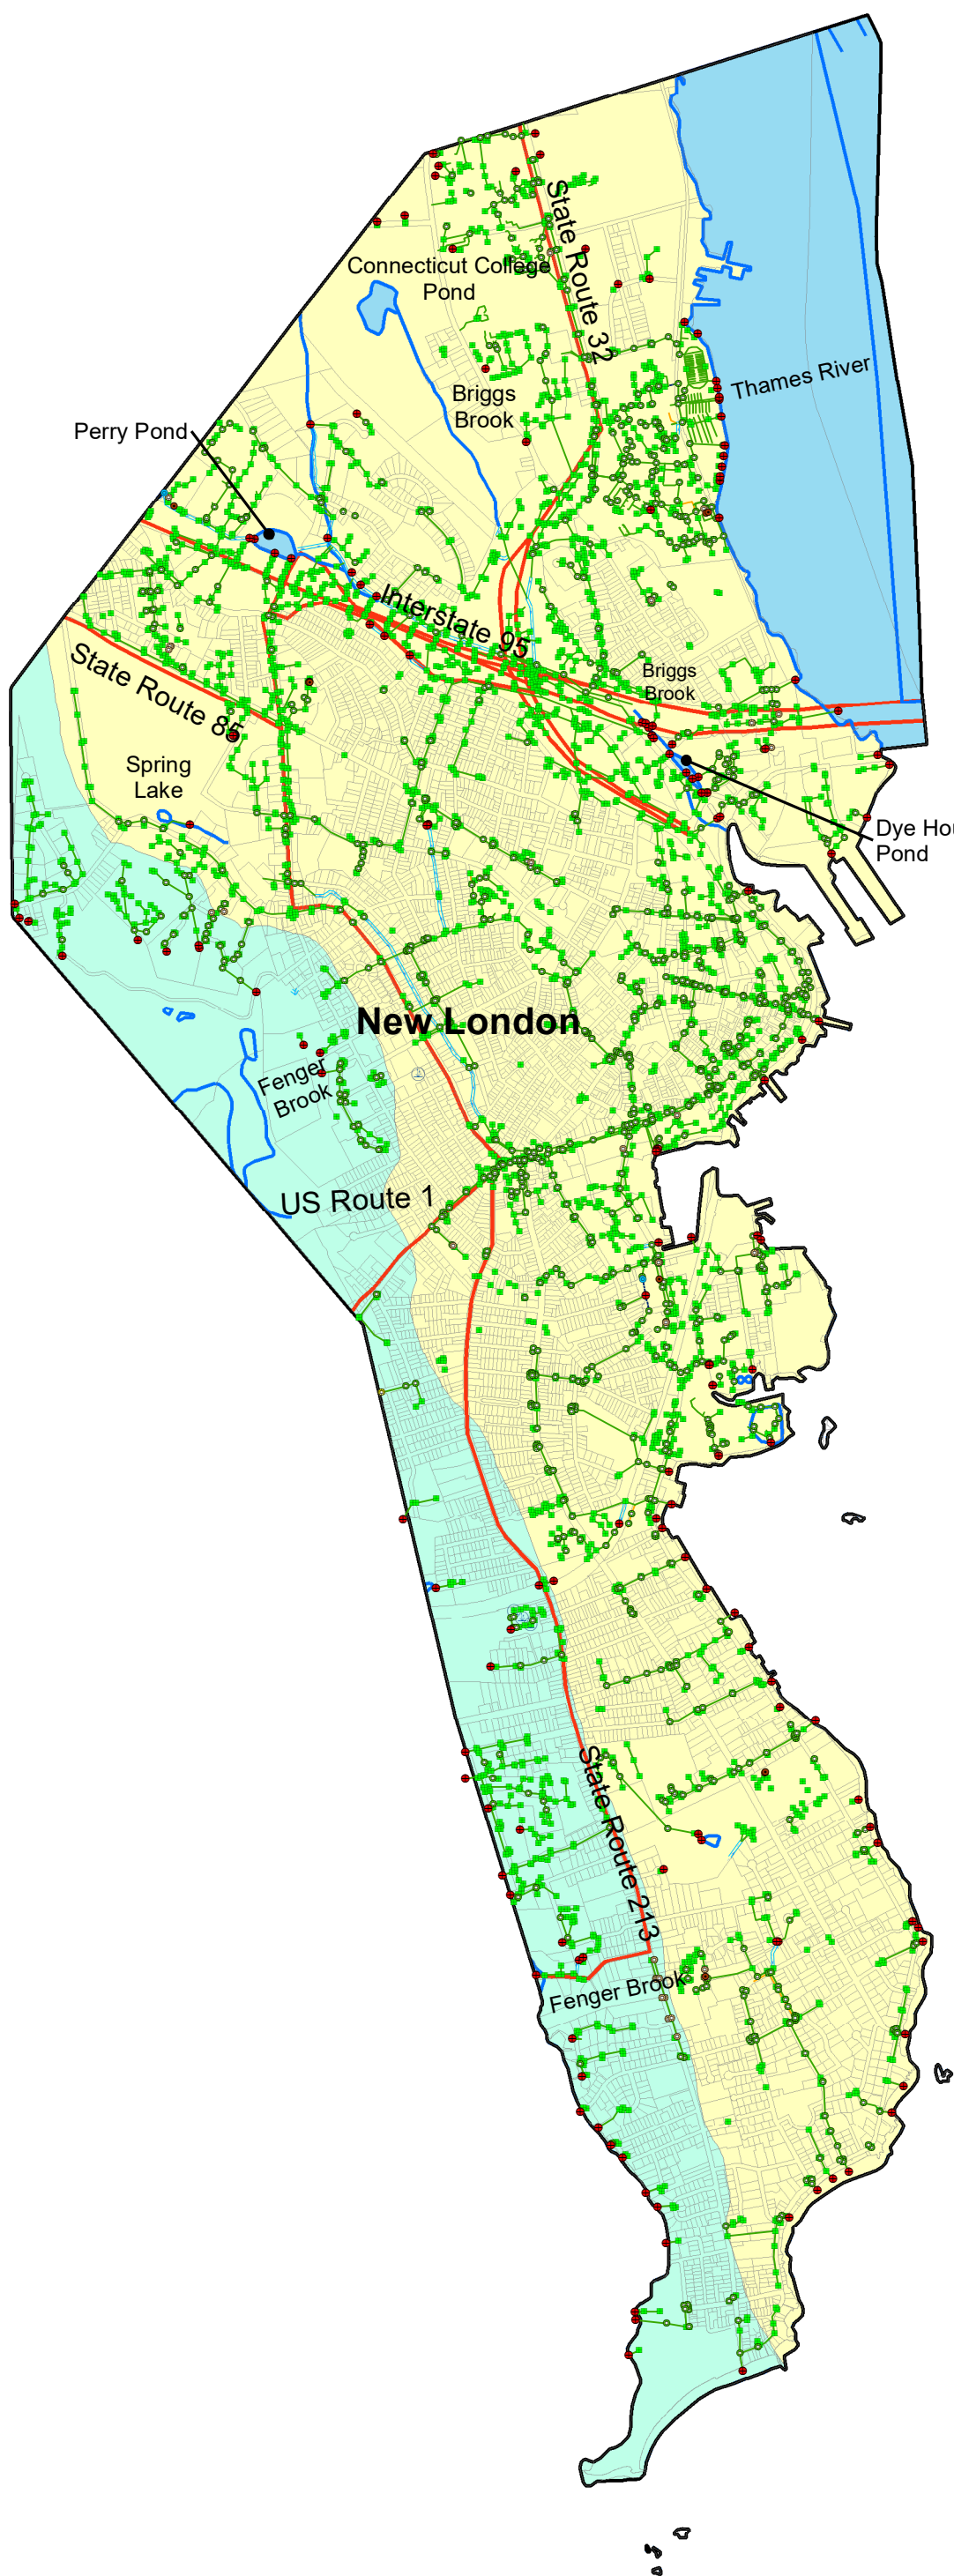 State Route 32
Connecticut College
Pond
Thames River
Briggs
Brook
Perry Pond
Interstate 95
State Route 85
Briggs
Brook
Spring
Lake
Dye Hou
Pond
New London
Fenger
Brook
US Route 1
State Route 213
Fenger Brook